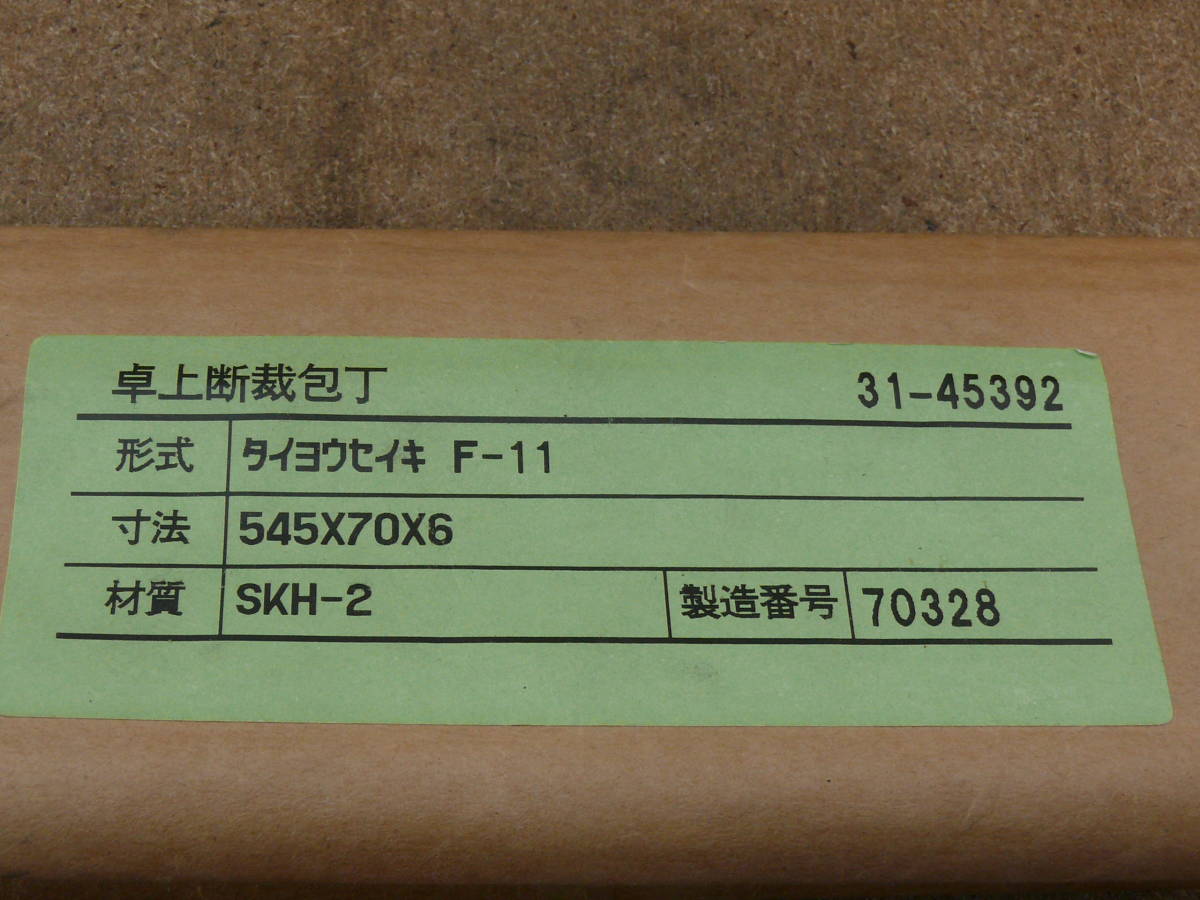 卓上断裁包丁 31-45392
形式 タイヨウセイキ F-11
寸法 545X70X6
材質 SKH-2 製造番号 70328